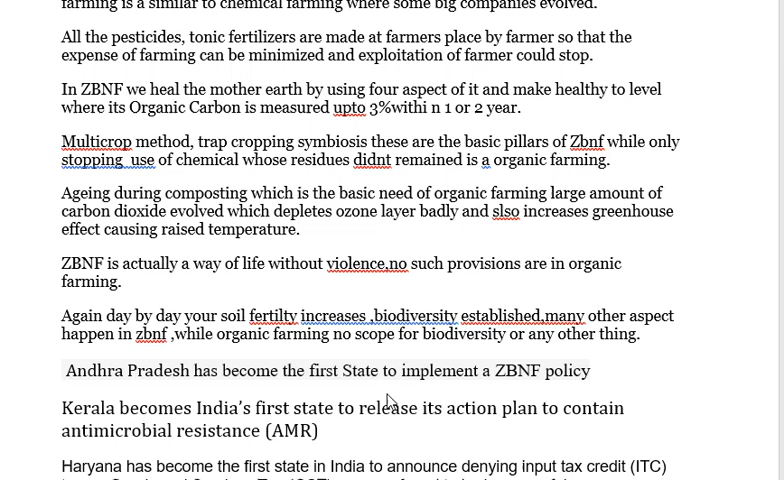 farming is a similar to chemical farming where some big companies evolved.
All the pesticides, tonic fertilizers are made at farmers place by farmer so that the
expense of farming can be minimized and exploitation of farmer could stop.
In ZBNF we heal the mother earth by using four aspect of it and make healthy to level
where its Organic Carbon is measured upto 3%withi n 1 or 2 year.
Multicrop method, trap cropping symbiosis these are the basic pillars of Zbnf while only
stopping  use of chemical whose residues didnt remained is a organic farming.
Ageing during composting which is the basic need of organic farming large amount of
carbon dioxide evolved which depletes ozone layer badly and slso increases greenhouse
effect causing raised temperature.
ZBNF is actually a way of life without violence,no such provisions are in organic
farming.
Again day by day your soil fertilty increases ,biodiversity established,many other aspect
happen in zbnf ,while organic farming no scope for biodiversity or any other thing.
Andhra Pradesh has become the first State to implement a ZBNF policy
Kerala becomes India's first state to release its action plan to contain
antimicrobial resistance (AMR)
Haryana has become the first state in India to announce denying input tax credit (ITC)